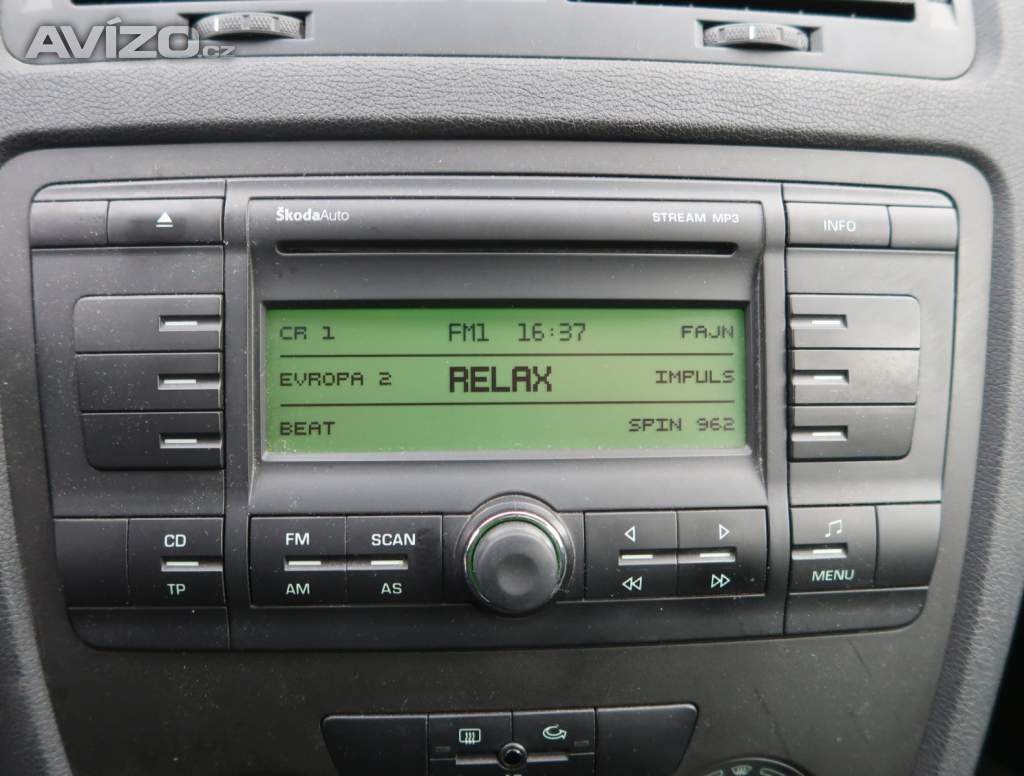 AVÍZO.cz
ŠkodaAuto STREAM MP3
INFO
CR 1 FM1 16:37 FAJN
EVROPA 2 RELAX IMPULS
BEAT SPIN 962
CD FM SCAN
TP AM AS MENU